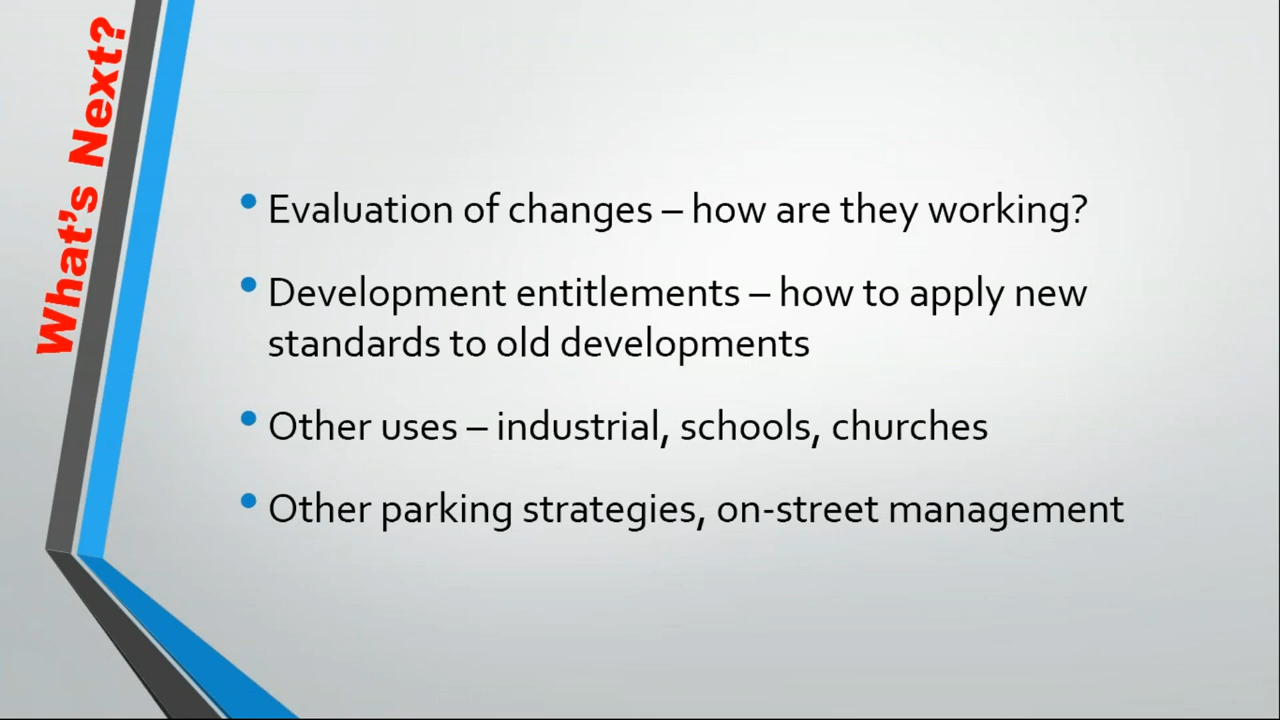 What's Next?
• Evaluation of changes – how are they working?
• Development entitlements – how to apply new
standards to old developments
• Other uses – industrial, schools, churches
• Other parking strategies, on-street management